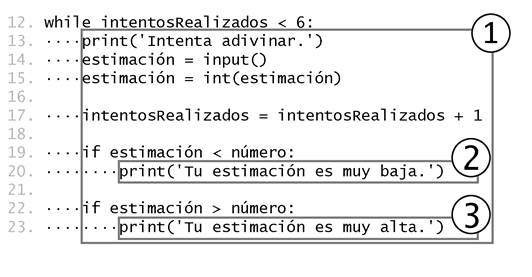 12. while intentosRealizados < 6:
13. ····print('Intenta adivinar.')
14. ····estimación = input()
15. ····estimación = int(estimación)
16.
17. ····intentosRealizados = intentosRealizados + 1
18.
19. ····if estimación < número:
20. ········print('Tu estimación es muy baja.')
21.
22. ····if estimación > número:
23. ········print('Tu estimación es muy alta.')
1
2
3